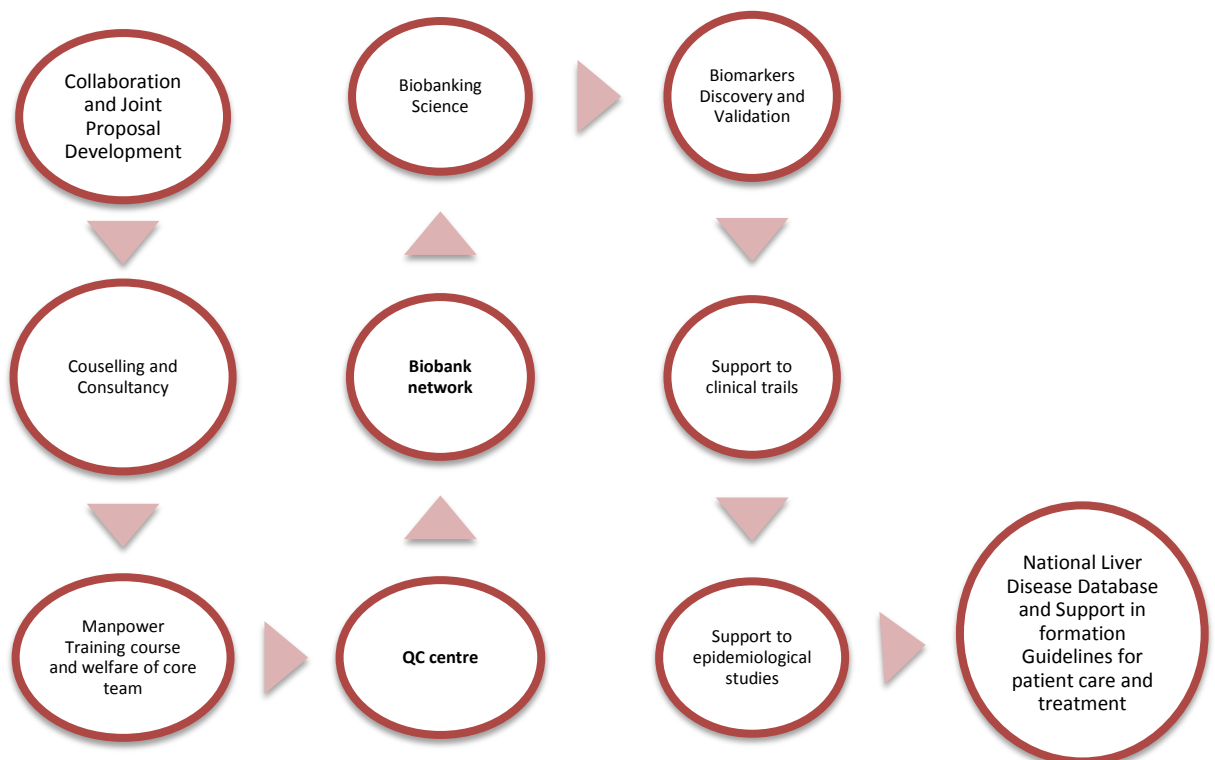 Collaboration
and Joint
Proposal
Development
Couselling and
Consultancy
Manpower
Training course
and welfare of core
team
QC centre
Biobank
network
Biobanking
Science
Biomarkers
Discovery and
Validation
Support to
clinical trails
Support to
epidemiological
studies
National Liver
Disease Database
and Support in
formation
Guidelines for
patient care and
treatment